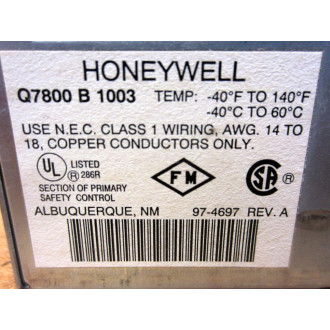 HONEYWELL
Q7800 B 1003 TEMP: -40°F TO 140°F
-40°C TO 60°C
USE N.E.C. CLASS 1 WIRING, AWG. 14 TO
18, COPPER CONDUCTORS ONLY.
UL LISTED
286R
SECTION OF PRIMARY
SAFETY CONTROL
FM
SA
ALBUQUERQUE, NM 97-4697 REV. A